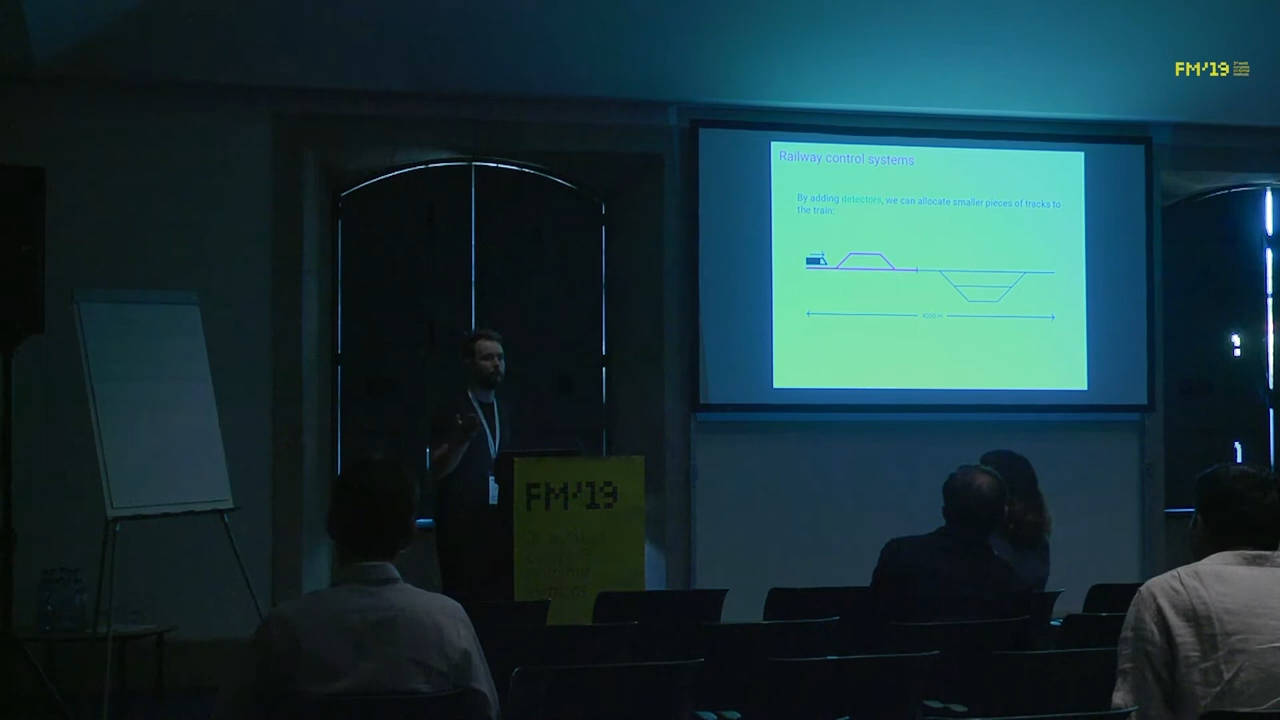 FM'19
Railway control systems
By adding detectors, we can allocate smaller pieces of tracks to
the train:
FM'19